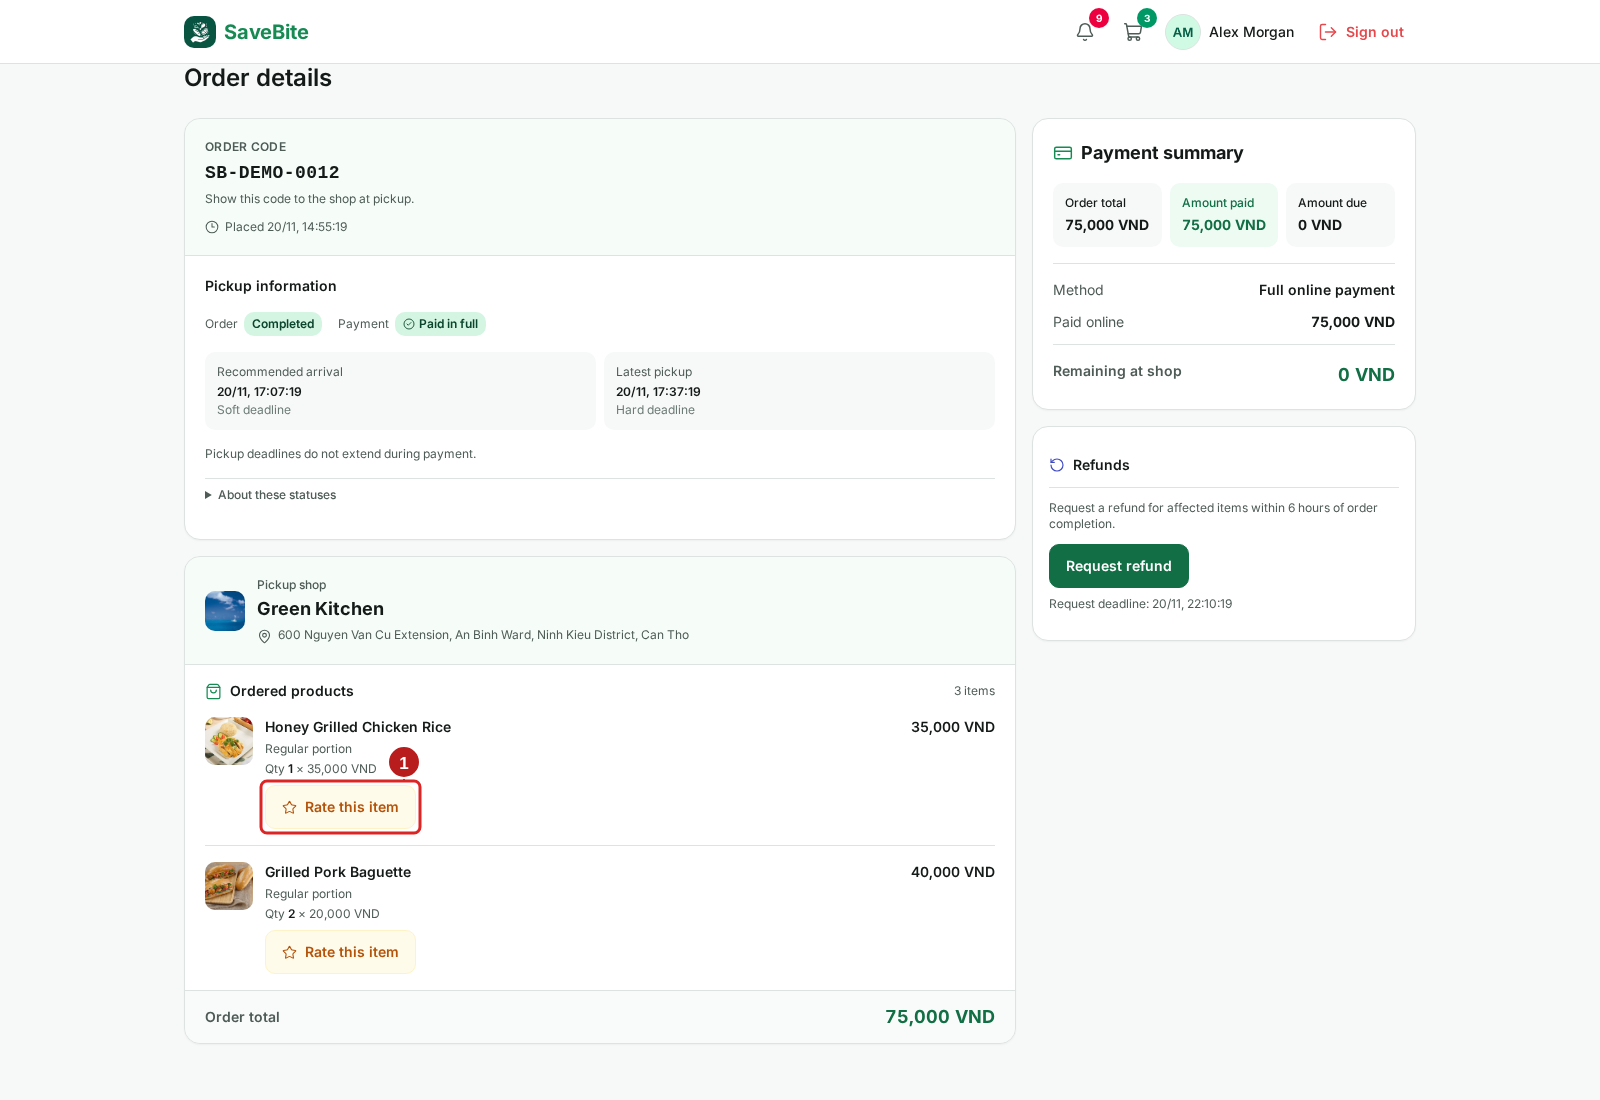 SaveBite
9
3
AM
Alex Morgan
Sign out
Order details
ORDER CODE
SB-DEMO-0012
Show this code to the shop at pickup.
Placed 20/11, 14:55:19
Pickup information
Order
Completed
Payment
Paid in full
Recommended arrival
20/11, 17:07:19
Soft deadline
Latest pickup
20/11, 17:37:19
Hard deadline
Pickup deadlines do not extend during payment.
About these statuses
Pickup shop
Green Kitchen
600 Nguyen Van Cu Extension, An Binh Ward, Ninh Kieu District, Can Tho
Ordered products
3 items
Honey Grilled Chicken Rice
35,000 VND
Regular portion
Qty 1 × 35,000 VND
1
Rate this item
Grilled Pork Baguette
40,000 VND
Regular portion
Qty 2 × 20,000 VND
Rate this item
Order total
75,000 VND
Payment summary
Order total
75,000 VND
Amount paid
75,000 VND
Amount due
0 VND
Method
Full online payment
Paid online
75,000 VND
Remaining at shop
0 VND
Refunds
Request a refund for affected items within 6 hours of order
completion.
Request refund
Request deadline: 20/11, 22:10:19